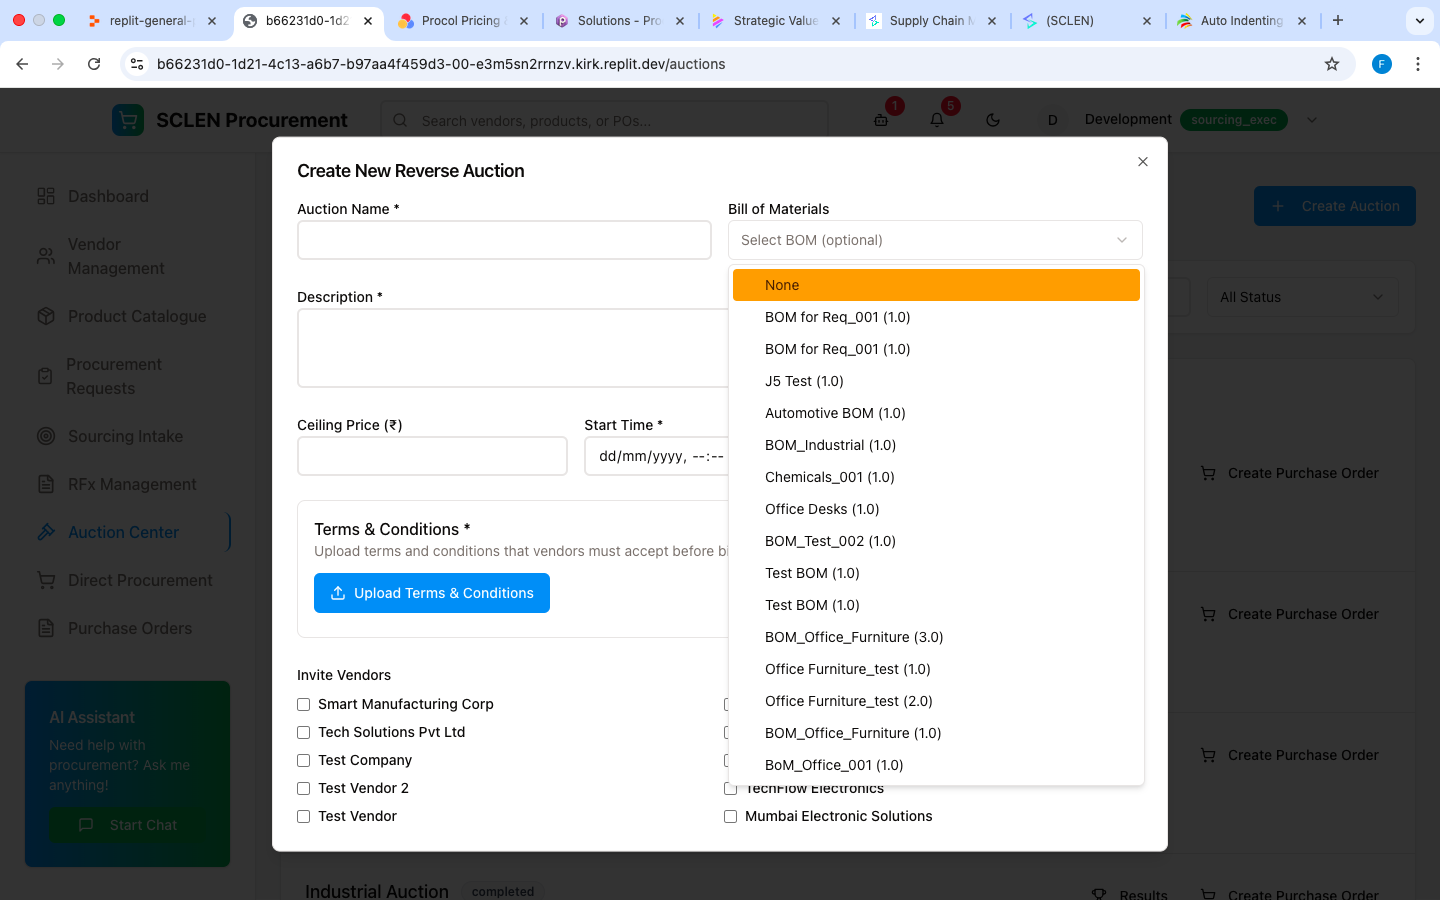 replit-general-
b66231d0-1d2
Procol Pricing
Solutions - Pro
Strategic Value
Supply Chain M
(SCLEN)
Auto Indenting
b66231d0-1d21-4c13-a6b7-b97aa4f459d3-00-e3m5sn2rrnzv.kirk.replit.dev/auctions
F
SCLEN Procurement
Search vendors, products, or POs...
1
5
D
Development
sourcing_exec
Dashboard
Vendor
Management
Product Catalogue
Procurement
Requests
Sourcing Intake
RFx Management
Auction Center
Direct Procurement
Purchase Orders
AI Assistant
Need help with
procurement? Ask me
anything!
Start Chat
Create Auction
All Status
Create Purchase Order
Create Purchase Order
Create Purchase Order
Industrial Auction
completed
Results
Create Purchase Order
Create New Reverse Auction
Auction Name *
Bill of Materials
Select BOM (optional)
None
BOM for Req_001 (1.0)
BOM for Req_001 (1.0)
J5 Test (1.0)
Automotive BOM (1.0)
BOM_Industrial (1.0)
Chemicals_001 (1.0)
Office Desks (1.0)
BOM_Test_002 (1.0)
Test BOM (1.0)
Test BOM (1.0)
BOM_Office_Furniture (3.0)
Office Furniture_test (1.0)
Office Furniture_test (2.0)
BOM_Office_Furniture (1.0)
BoM_Office_001 (1.0)
Description *
Ceiling Price (₹)
Start Time *
dd/mm/yyyy, --:--
Terms & Conditions *
Upload terms and conditions that vendors must accept before bi
Upload Terms & Conditions
Invite Vendors
Smart Manufacturing Corp
Tech Solutions Pvt Ltd
Test Company
Test Vendor 2
TechFlow Electronics
Test Vendor
Mumbai Electronic Solutions